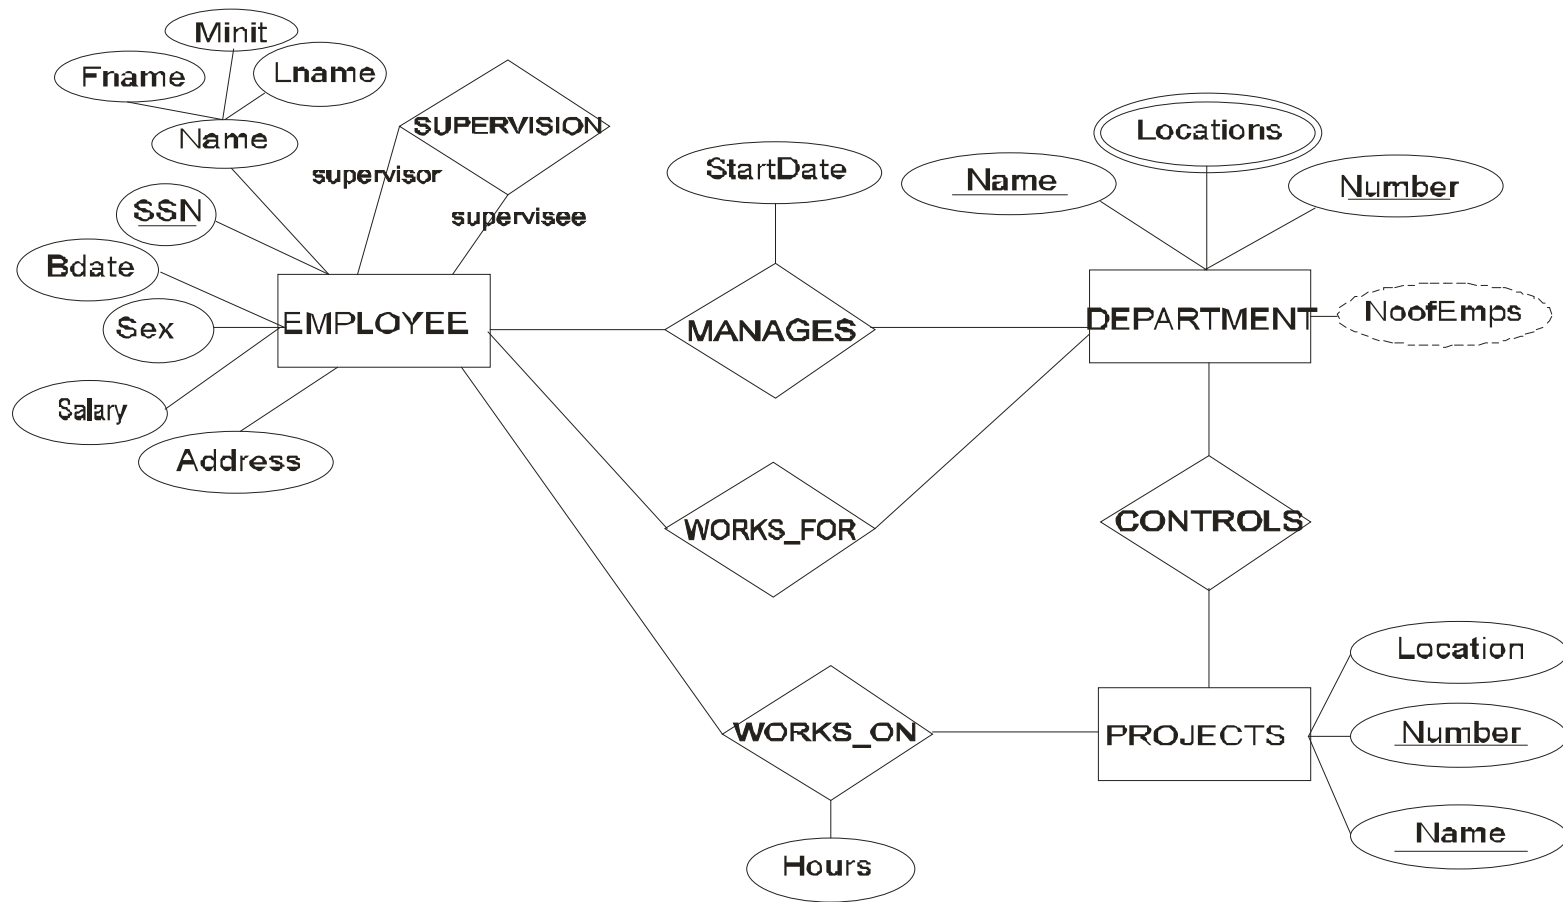 Minit
Fname
Lname
Name
SUPERVISION
supervisor
supervisee
SSN
Bdate
Sex
Salary
Address
EMPLOYEE
StartDate
MANAGES
Locations
Name
Number
DEPARTMENT
NoofEmps
WORKS_FOR
CONTROLS
WORKS_ON
Hours
PROJECTS
Location
Number
Name